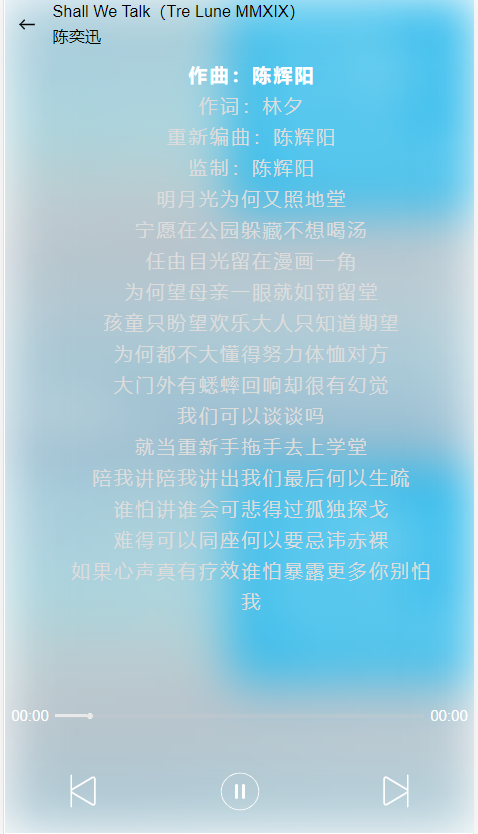 Shall We Talk（Tre Lune MMXIX）
陈奕迅
作曲：陈辉阳
作词：林夕
重新编曲：陈辉阳
监制：陈辉阳
明月光为何又照地堂
宁愿在公园躲藏不想喝汤
任由目光留在漫画一角
为何望母亲一眼就如罚留堂
孩童只盼望欢乐大人只知道期望
为何都不大懂得努力体恤对方
大门外有蟋蟀回响却很有幻觉
我们可以谈谈吗
就当重新手拖手去上学堂
陪我讲陪我讲出我们最后何以生疏
谁怕讲谁会可悲得过孤独探戈
难得可以同座何以要忌讳赤裸
如果心声真有疗效谁怕暴露更多你别怕
我
00:00 00:00